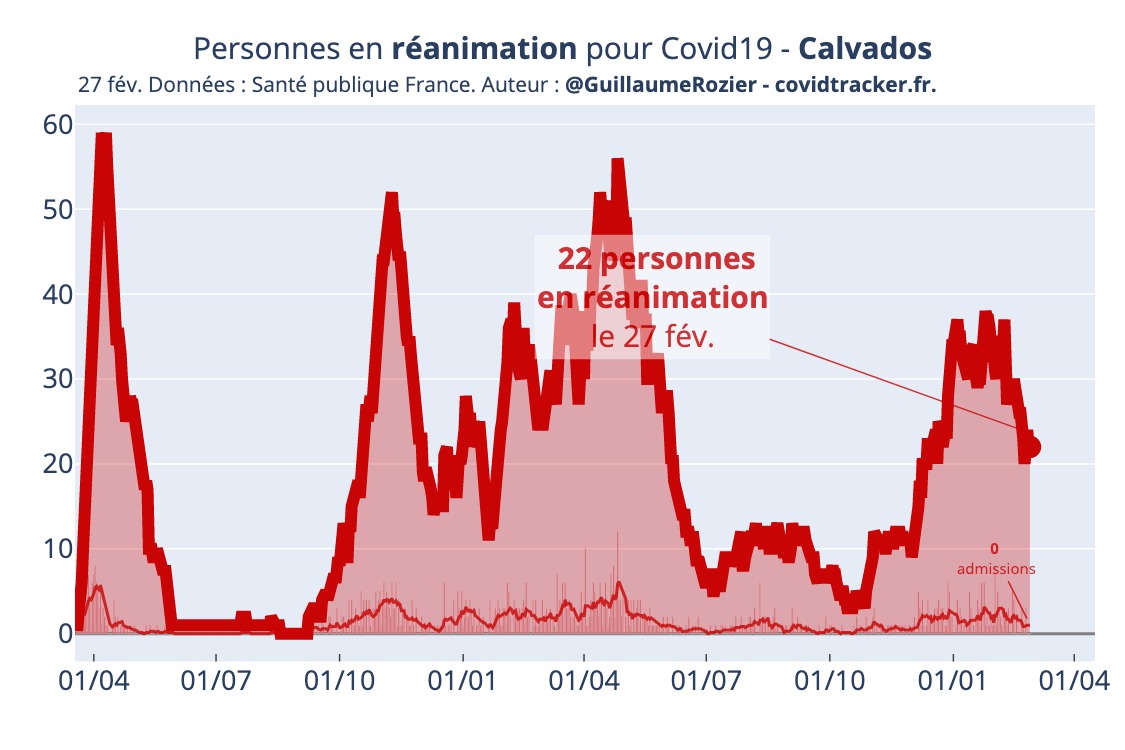 Personnes en réanimation pour Covid19 - Calvados
27 fév. Données : Santé publique France. Auteur : @GuillaumeRozier - covidtracker.fr.
60
50
40
30
20
10
0
22 personnes
en réanimation
le 27 fév.
0
admissions
01/04 01/07 01/10 01/01 01/04 01/07 01/10 01/01 01/04